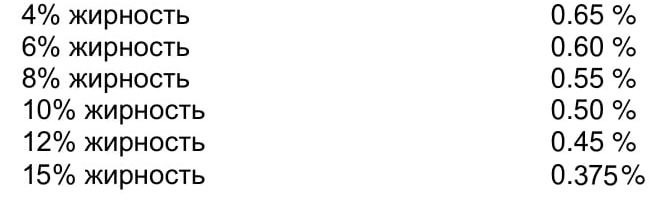 4% жирность 0.65 %
6% жирность 0.60 %
8% жирность 0.55 %
10% жирность 0.50 %
12% жирность 0.45 %
15% жирность 0.375%